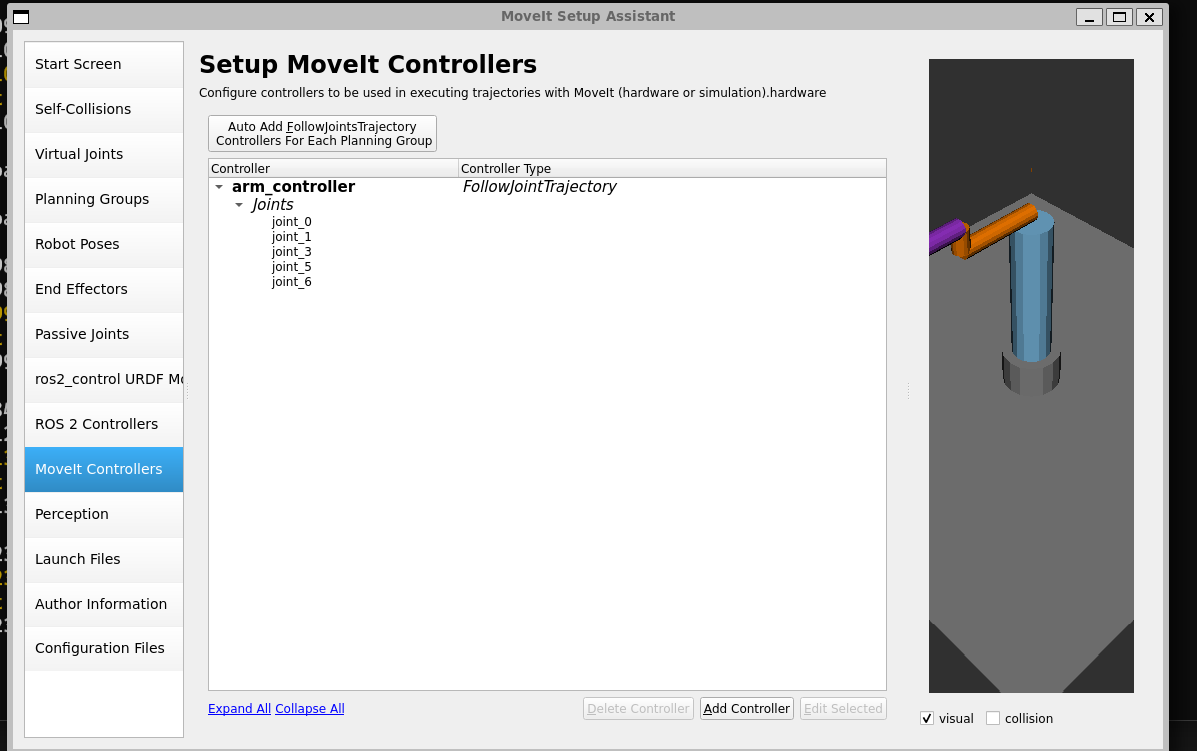 MoveIt Setup Assistant
Start Screen
Self-Collisions
Virtual Joints
Planning Groups
Robot Poses
End Effectors
Passive Joints
ros2_control URDF Mo
ROS 2 Controllers
MoveIt Controllers
Perception
Launch Files
Author Information
Configuration Files
Setup MoveIt Controllers
Configure controllers to be used in executing trajectories with MoveIt (hardware or simulation).hardware
Auto Add FollowJointsTrajectory
Controllers For Each Planning Group
Controller Controller Type
arm_controller FollowJointTrajectory
Joints
joint_0
joint_1
joint_3
joint_5
joint_6
Expand All Collapse All Delete Controller Add Controller Edit Selected
visual collision